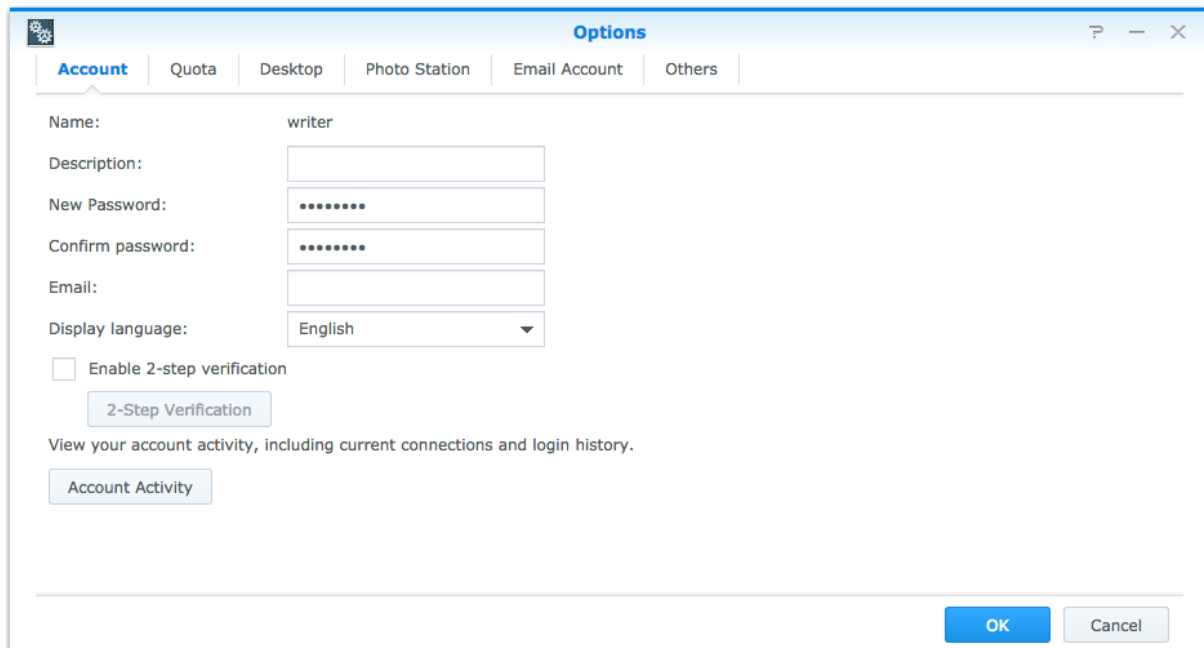 Options
Account Quota Desktop Photo Station Email Account Others
Name: writer
Description:
New Password: ••••••••
Confirm password: ••••••••
Email:
Display language: English
Enable 2-step verification
2-Step Verification
View your account activity, including current connections and login history.
Account Activity
OK Cancel